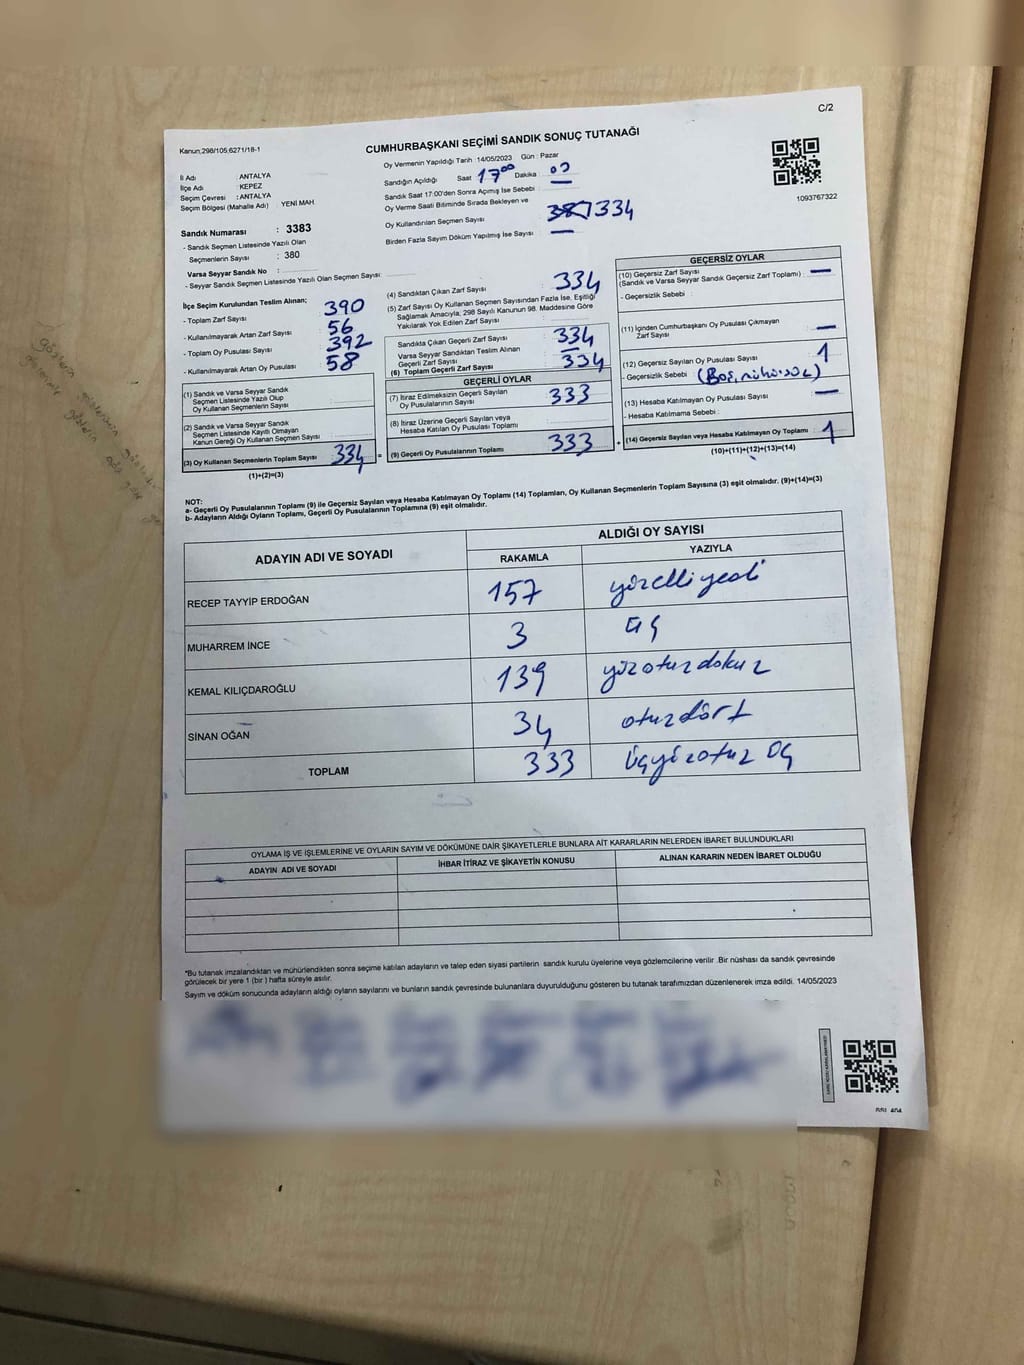 C/2
Kanun;298/105;6271/18-1
CUMHURBAŞKANI SEÇİMİ SANDIK SONUÇ TUTANAĞI
İl Adı : ANTALYA
İlçe Adı : KEPEZ
Seçim Çevresi : ANTALYA
Seçim Bölgesi (Mahalle Adı) : YENİ MAH.
Sandık Numarası : 3383
- Sandık Seçmen Listesinde Yazılı Olan
Seçmenlerin Sayısı : 380
Varsa Seyyar Sandık No :
- Seyyar Sandık Seçmen Listesinde Yazılı Olan Seçmen Sayısı:
Oy Vermenin Yapıldığı Tarih : 14/05/2023 Gün : Pazar
Sandığın Açıldığı Saat 17 00 Dakika
Sandık Saat 17:00'den Sonra Açımış İse Sebebi :
Oy Verme Saati Bitiminde Sırada Bekleyen ve
Oy Kullandırılan Seçmen Sayısı 334
Birden Fazla Sayım Döküm Yapılmış İse Sayısı : —
1093767322
İlçe Seçim Kurulundan Teslim Alınan;
- Toplam Zarf Sayısı : 390
- Kullanılmayarak Artan Zarf Sayısı : 56
- Toplam Oy Pusulası Sayısı : 392
- Kullanılmayarak Artan Oy Pusulası : 58
(1) Sandık ve Varsa Seyyar Sandık
Seçmen Listesinde Yazılı Olup
Oy Kullanan Seçmenlerin Sayısı
(2) Sandık ve Varsa Seyyar Sandık
Seçmen Listesinde Kayıtlı Olmayan
Kanun Gereği Oy Kullanan Seçmen Sayısı
(3) Oy Kullanan Seçmenlerin Toplam Sayısı 334 =
(1)+(2)=(3)
(4) Sandıktan Çıkan Zarf Sayısı : 334
(5) Zarf Sayısı Oy Kullanan Seçmen Sayısından Fazla İse, Eşitliği
Sağlamak Amacıyla, 298 Sayılı Kanunun 98. Maddesine Göre
Yakılarak Yok Edilen Zarf Sayısı
Sandıkta Çıkan Geçerli Zarf Sayısı : 334
Varsa Seyyar Sandıktan Teslim Alınan
Geçerli Zarf Sayısı : —
(6) Toplam Geçerli Zarf Sayısı : 334
GEÇERLİ OYLAR
(7) İtiraz Edilmeksizin Geçerli Sayılan
Oy Pusulalarının Sayısı : 333
(8) İtiraz Üzerine Geçerli Sayılan veya
Hesaba Katılan Oy Pusulası Toplamı :
(9) Geçerli Oy Pusulalarının Toplamı : 333 +
GEÇERSİZ OYLAR
(10) Geçersiz Zarf Sayısı
(Sandık ve Varsa Seyyar Sandık Geçersiz Zarf Toplamı) : —
- Geçersizlik Sebebi :
(11) İçinden Cumhurbaşkanı Oy Pusulası Çıkmayan
Zarf Sayısı : —
(12) Geçersiz Sayılan Oy Pusulası Sayısı : 1
- Geçersizlik Sebebi : (Boş, mühürsüz)
(13) Hesaba Katılmayan Oy Pusulası Sayısı : —
- Hesaba Katılmama Sebebi :
(14) Geçersiz Sayılan veya Hesaba Katılmayan Oy Toplamı : 1
(10)+(11)+(12)+(13)=(14)
NOT:
a- Geçerli Oy Pusulalarının Toplamı (9) ile Geçersiz Sayılan veya Hesaba Katılmayan Oy Toplamı (14) Toplamları, Oy Kullanan Seçmenlerin Toplam Sayısına (3) eşit olmalıdır. (9)+(14)=(3)
b- Adayların Aldığı Oyların Toplamı, Geçerli Oy Pusulalarının Toplamına (9) eşit olmalıdır.
ADAYIN ADI VE SOYADI ALDIĞI OY SAYISI
RAKAMLA YAZIYLA
RECEP TAYYİP ERDOĞAN 157 yüzelliyedi
MUHARREM İNCE 3 üç
KEMAL KILIÇDAROĞLU 139 yüzotuzdokuz
SİNAN OĞAN 34 otuzdört
TOPLAM 333 üçyüzotuz üç
OYLAMA İŞ VE İŞLEMLERİNE VE OYLARIN SAYIM VE DÖKÜMÜNE DAİR ŞİKAYETLERLE BUNLARA AİT KARARLARIN NELERDEN İBARET BULUNDUKLARI
ADAYIN ADI VE SOYADI İHBAR İTİRAZ VE ŞİKAYETİN KONUSU ALINAN KARARIN NEDEN İBARET OLDUĞU
*Bu tutanak imzalandıktan ve mühürlendikten sonra seçime katılan adayların ve talep eden siyasi partilerin sandık kurulu üyelerine veya gözlemcilerine verilir .Bir nüshası da sandık çevresinde
görülecek bir yere 1 (bir ) hafta süreyle asılır.
Sayım ve döküm sonucunda adayların aldığı oyların sayılarını ve bunların sandık çevresinde bulunanlara duyurulduğunu gösteren bu tutanak tarafımızdan düzenlenerek imza edildi. 14/05/2023